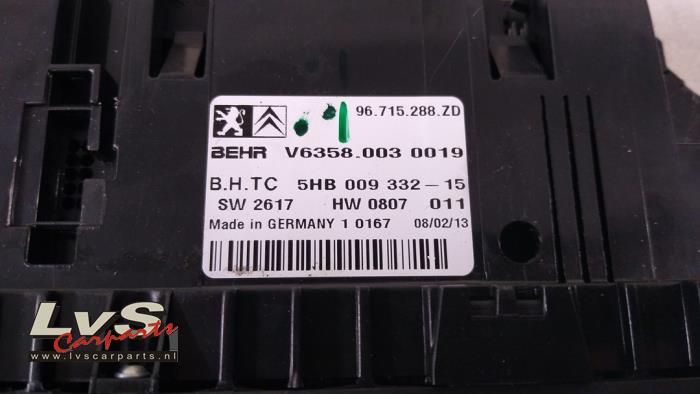 96.715.288.ZD
BEHR V6358.003 0019
B.H.TC 5HB 009 332-15
SW 2617 HW 0807 011
Made in GERMANY 1 0167 08/02/13
LvS
Carparts
www.lvscarparts.nl